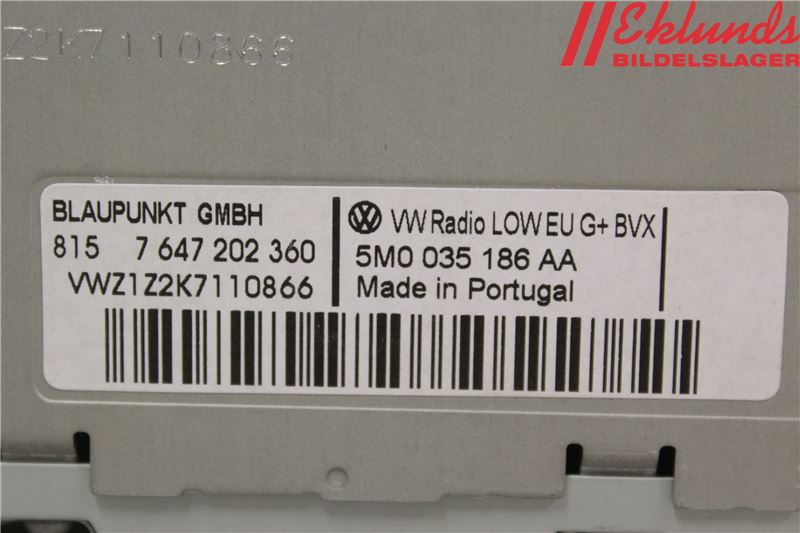 Z2K7110866
Eklunds
BILDELSLAGER
BLAUPUNKT GMBH
815 7 647 202 360
VWZ1Z2K7110866
VW Radio LOW EU G+ BVX
5M0 035 186 AA
Made in Portugal